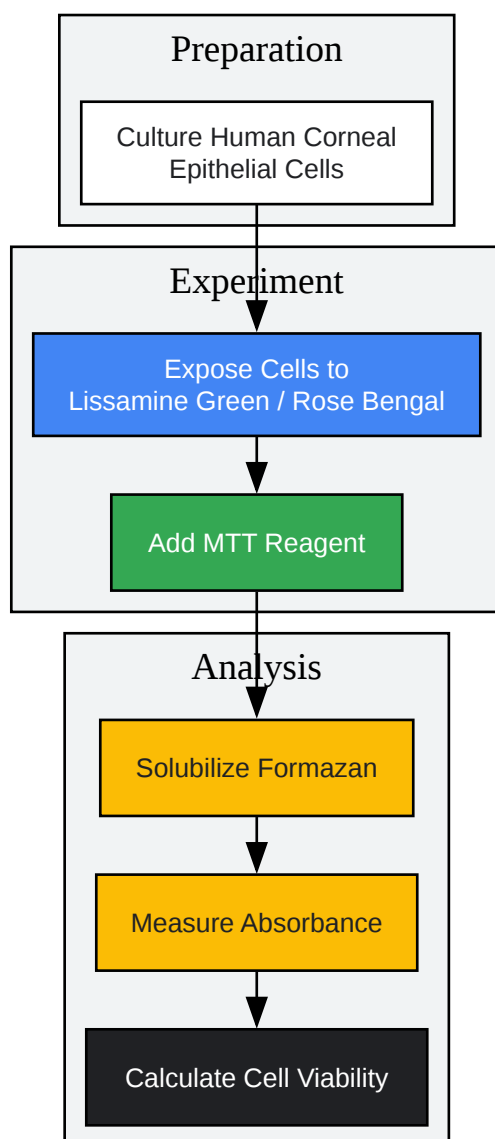 Preparation
Culture Human Corneal
Epithelial Cells
Experiment
Expose Cells to
Lissamine Green / Rose Bengal
Add MTT Reagent
Analysis
Solubilize Formazan
Measure Absorbance
Calculate Cell Viability